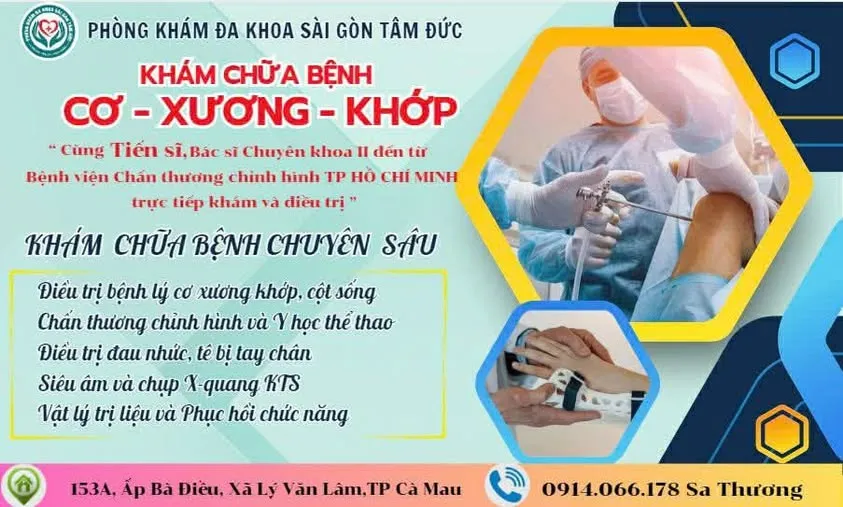 PHÒNG KHÁM ĐA KHOA SÀI GÒN TÂM ĐỨC
KHÁM CHỮA BỆNH
CƠ - XƯƠNG - KHỚP
“ Cùng Tiến sĩ, Bác sĩ Chuyên khoa II đến từ
Bệnh viện Chấn thương chỉnh hình TP HỒ CHÍ MINH
trực tiếp khám và điều trị ”
KHÁM CHỮA BỆNH CHUYÊN SÂU
Điều trị bệnh lý cơ xương khớp, cột sống
Chấn thương chỉnh hình và Y học thể thao
Điều trị đau nhức, tê bì tay chân
Siêu âm và chụp X-quang KTS
Vật lý trị liệu và Phục hồi chức năng
153A, Ấp Bà Điều, Xã Lý Văn Lâm,TP Cà Mau
0914.066.178 Sa Thương